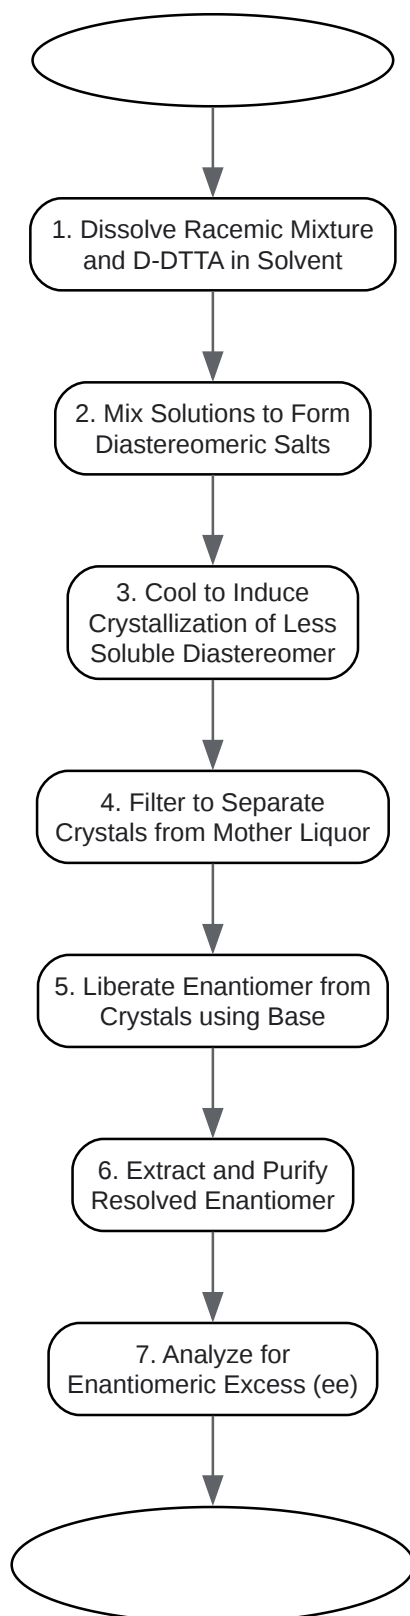 1. Dissolve Racemic Mixture
and D-DTTA in Solvent
2. Mix Solutions to Form
Diastereomeric Salts
3. Cool to Induce
Crystallization of Less
Soluble Diastereomer
4. Filter to Separate
Crystals from Mother Liquor
5. Liberate Enantiomer from
Crystals using Base
6. Extract and Purify
Resolved Enantiomer
7. Analyze for
Enantiomeric Excess (ee)